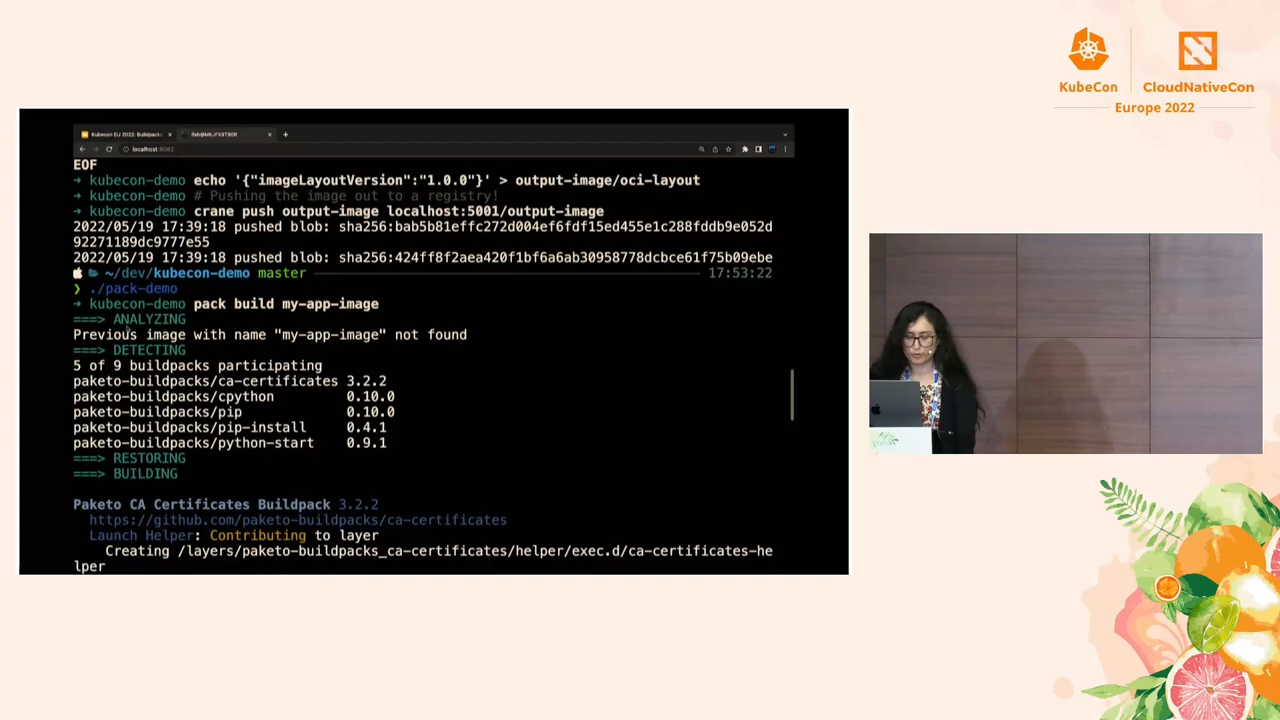 KubeCon
CloudNativeCon
Europe 2022
Kubecon EU 2022: Buildpacks
localhost:5082
EOF
→ kubecon-demo echo '{"imageLayoutVersion":"1.0.0"}' > output-image/oci-layout
→ kubecon-demo # Pushing the image out to a registry!
→ kubecon-demo crane push output-image localhost:5001/output-image
2022/05/19 17:39:18 pushed blob: sha256:bab5b81effc272d004ef6fdf15ed455e1c288fddb9e052d
92271189dc9777e55
2022/05/19 17:39:18 pushed blob: sha256:424ff8f2aea420f1bf6a6ab30958778dcbce61f75b09ebe
~/dev/kubecon-demo master 17:53:22
❯ ./pack-demo
→ kubecon-demo pack build my-app-image
===> ANALYZING
Previous image with name "my-app-image" not found
===> DETECTING
5 of 9 buildpacks participating
paketo-buildpacks/ca-certificates 3.2.2
paketo-buildpacks/cpython 0.10.0
paketo-buildpacks/pip 0.10.0
paketo-buildpacks/pip-install 0.4.1
paketo-buildpacks/python-start 0.9.1
===> RESTORING
===> BUILDING
Paketo CA Certificates Buildpack 3.2.2
https://github.com/paketo-buildpacks/ca-certificates
Launch Helper: Contributing to layer
Creating /layers/paketo-buildpacks_ca-certificates/helper/exec.d/ca-certificates-he
lper